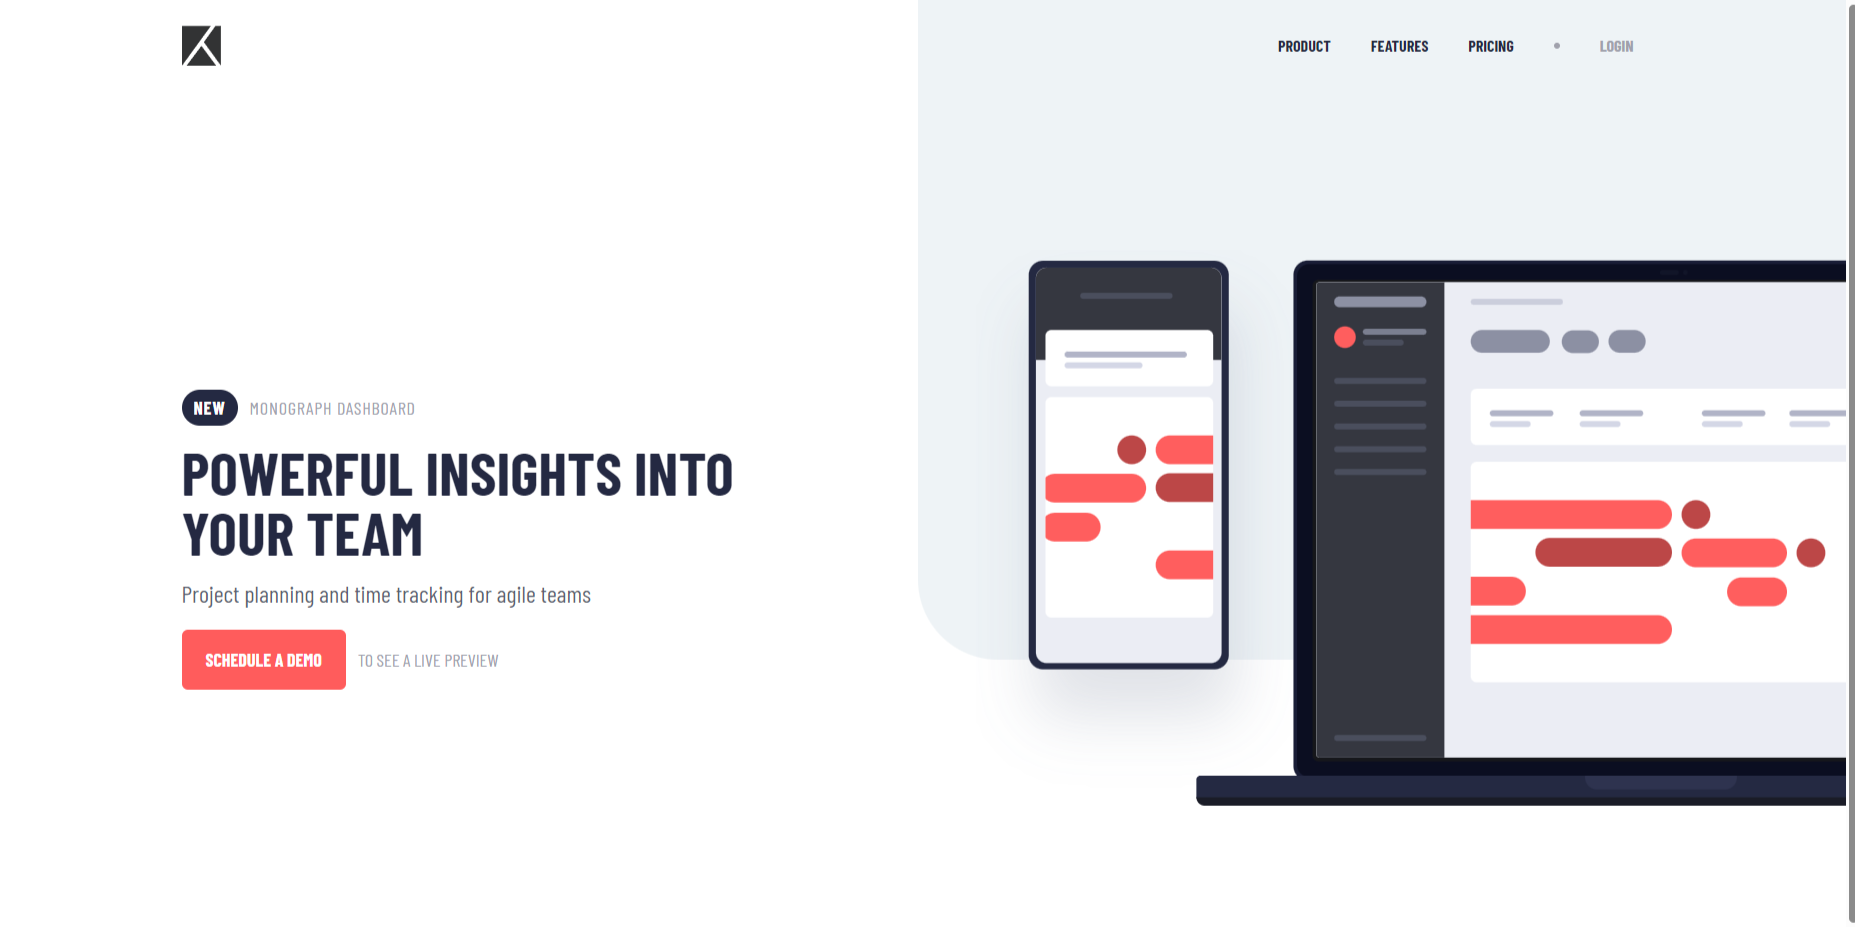 PRODUCT FEATURES PRICING • LOGIN
NEW MONOGRAPH DASHBOARD
POWERFUL INSIGHTS INTO
YOUR TEAM
Project planning and time tracking for agile teams
SCHEDULE A DEMO TO SEE A LIVE PREVIEW